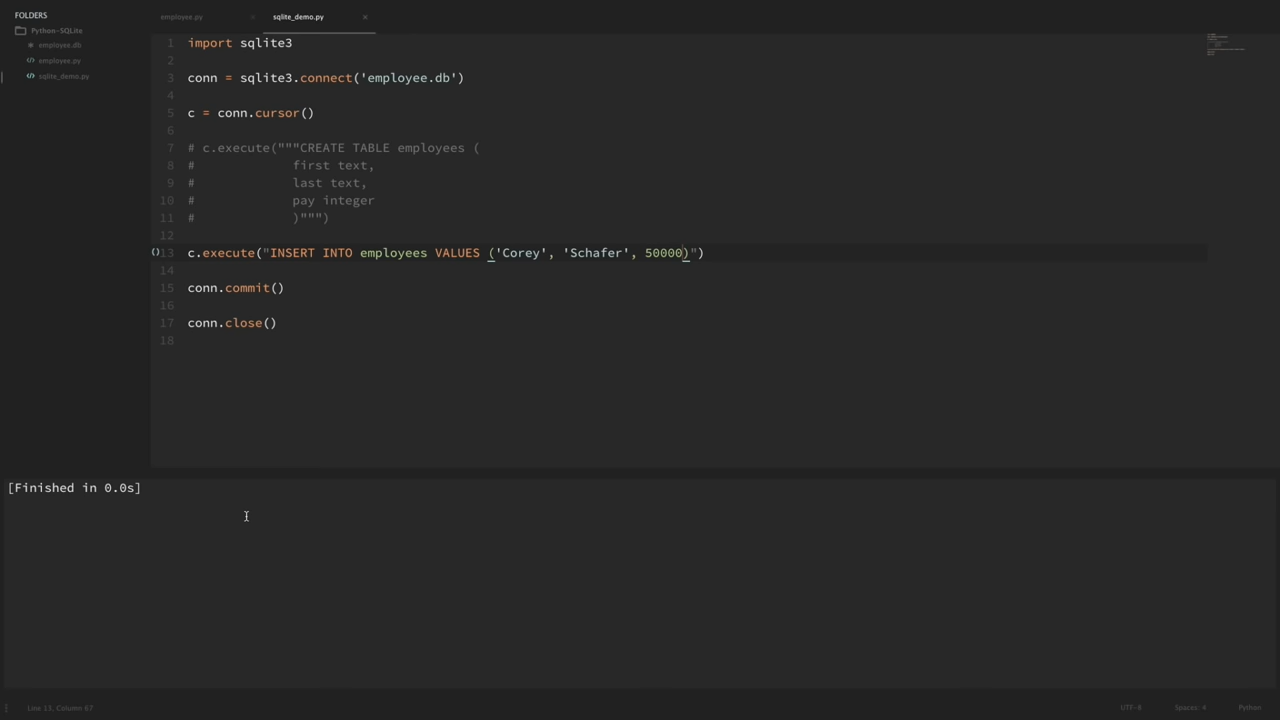 FOLDERS
Python-SQLite
employee.db
employee.py
sqlite_demo.py
employee.py ×
sqlite_demo.py ×
1 import sqlite3
2
3 conn = sqlite3.connect('employee.db')
4
5 c = conn.cursor()
6
7 # c.execute("""CREATE TABLE employees (
8 #             first text,
9 #             last text,
10 #             pay integer
11 #             )""")
12
13 c.execute("INSERT INTO employees VALUES ('Corey', 'Schafer', 50000)")
14
15 conn.commit()
16
17 conn.close()
18
[Finished in 0.0s]
Line 13, Column 67
UTF-8 Spaces: 4 Python